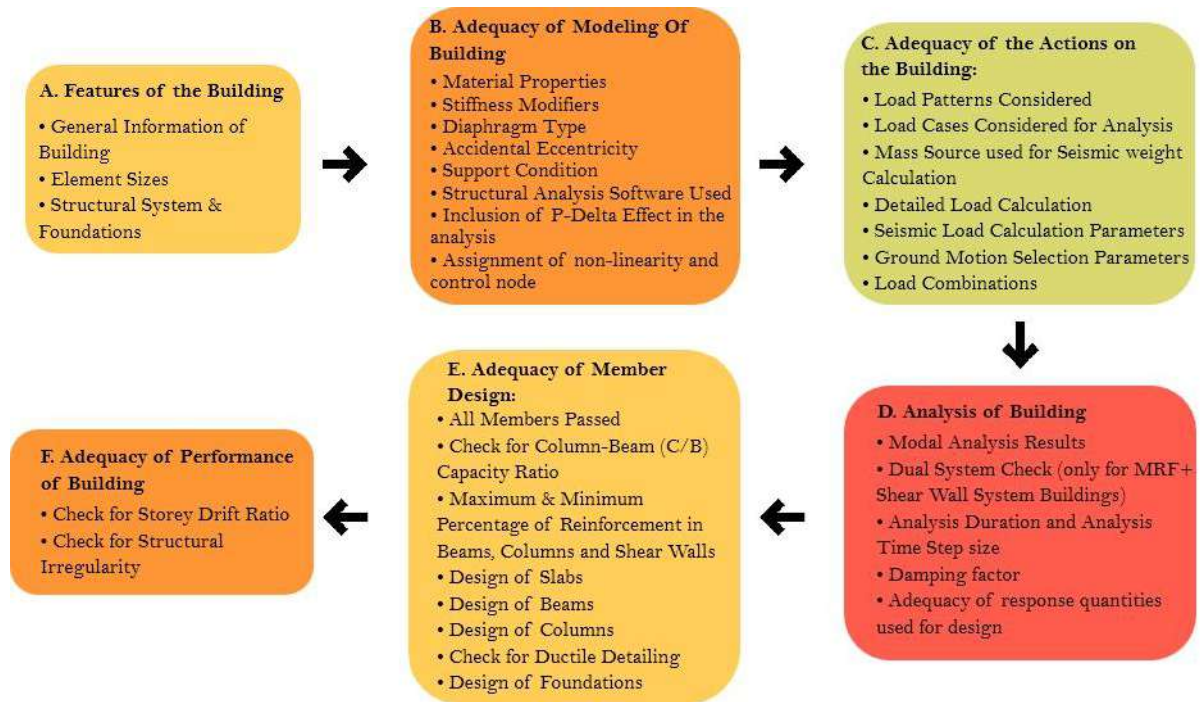 A. Features of the Building
• General Information of
Building
• Element Sizes
• Structural System &
Foundations
B. Adequacy of Modeling Of
Building
• Material Properties
• Stiffness Modifiers
• Diaphragm Type
• Accidental Eccentricity
• Support Condition
• Structural Analysis Software Used
• Inclusion of P-Delta Effect in the
analysis
• Assignment of non-linearity and
control node
C. Adequacy of the Actions on
the Building:
• Load Patterns Considered
• Load Cases Considered for Analysis
• Mass Source used for Seismic weight
Calculation
• Detailed Load Calculation
• Seismic Load Calculation Parameters
• Ground Motion Selection Parameters
• Load Combinations
D. Analysis of Building
• Modal Analysis Results
• Dual System Check (only for MRF+
Shear Wall System Buildings)
• Analysis Duration and Analysis
Time Step size
• Damping factor
• Adequacy of response quantities
used for design
E. Adequacy of Member
Design:
• All Members Passed
• Check for Column-Beam (C/B)
Capacity Ratio
• Maximum & Minimum
Percentage of Reinforcement in
Beams, Columns and Shear Walls
• Design of Slabs
• Design of Beams
• Design of Columns
• Check for Ductile Detailing
• Design of Foundations
F. Adequacy of Performance
of Building
• Check for Storey Drift Ratio
• Check for Structural
Irregularity